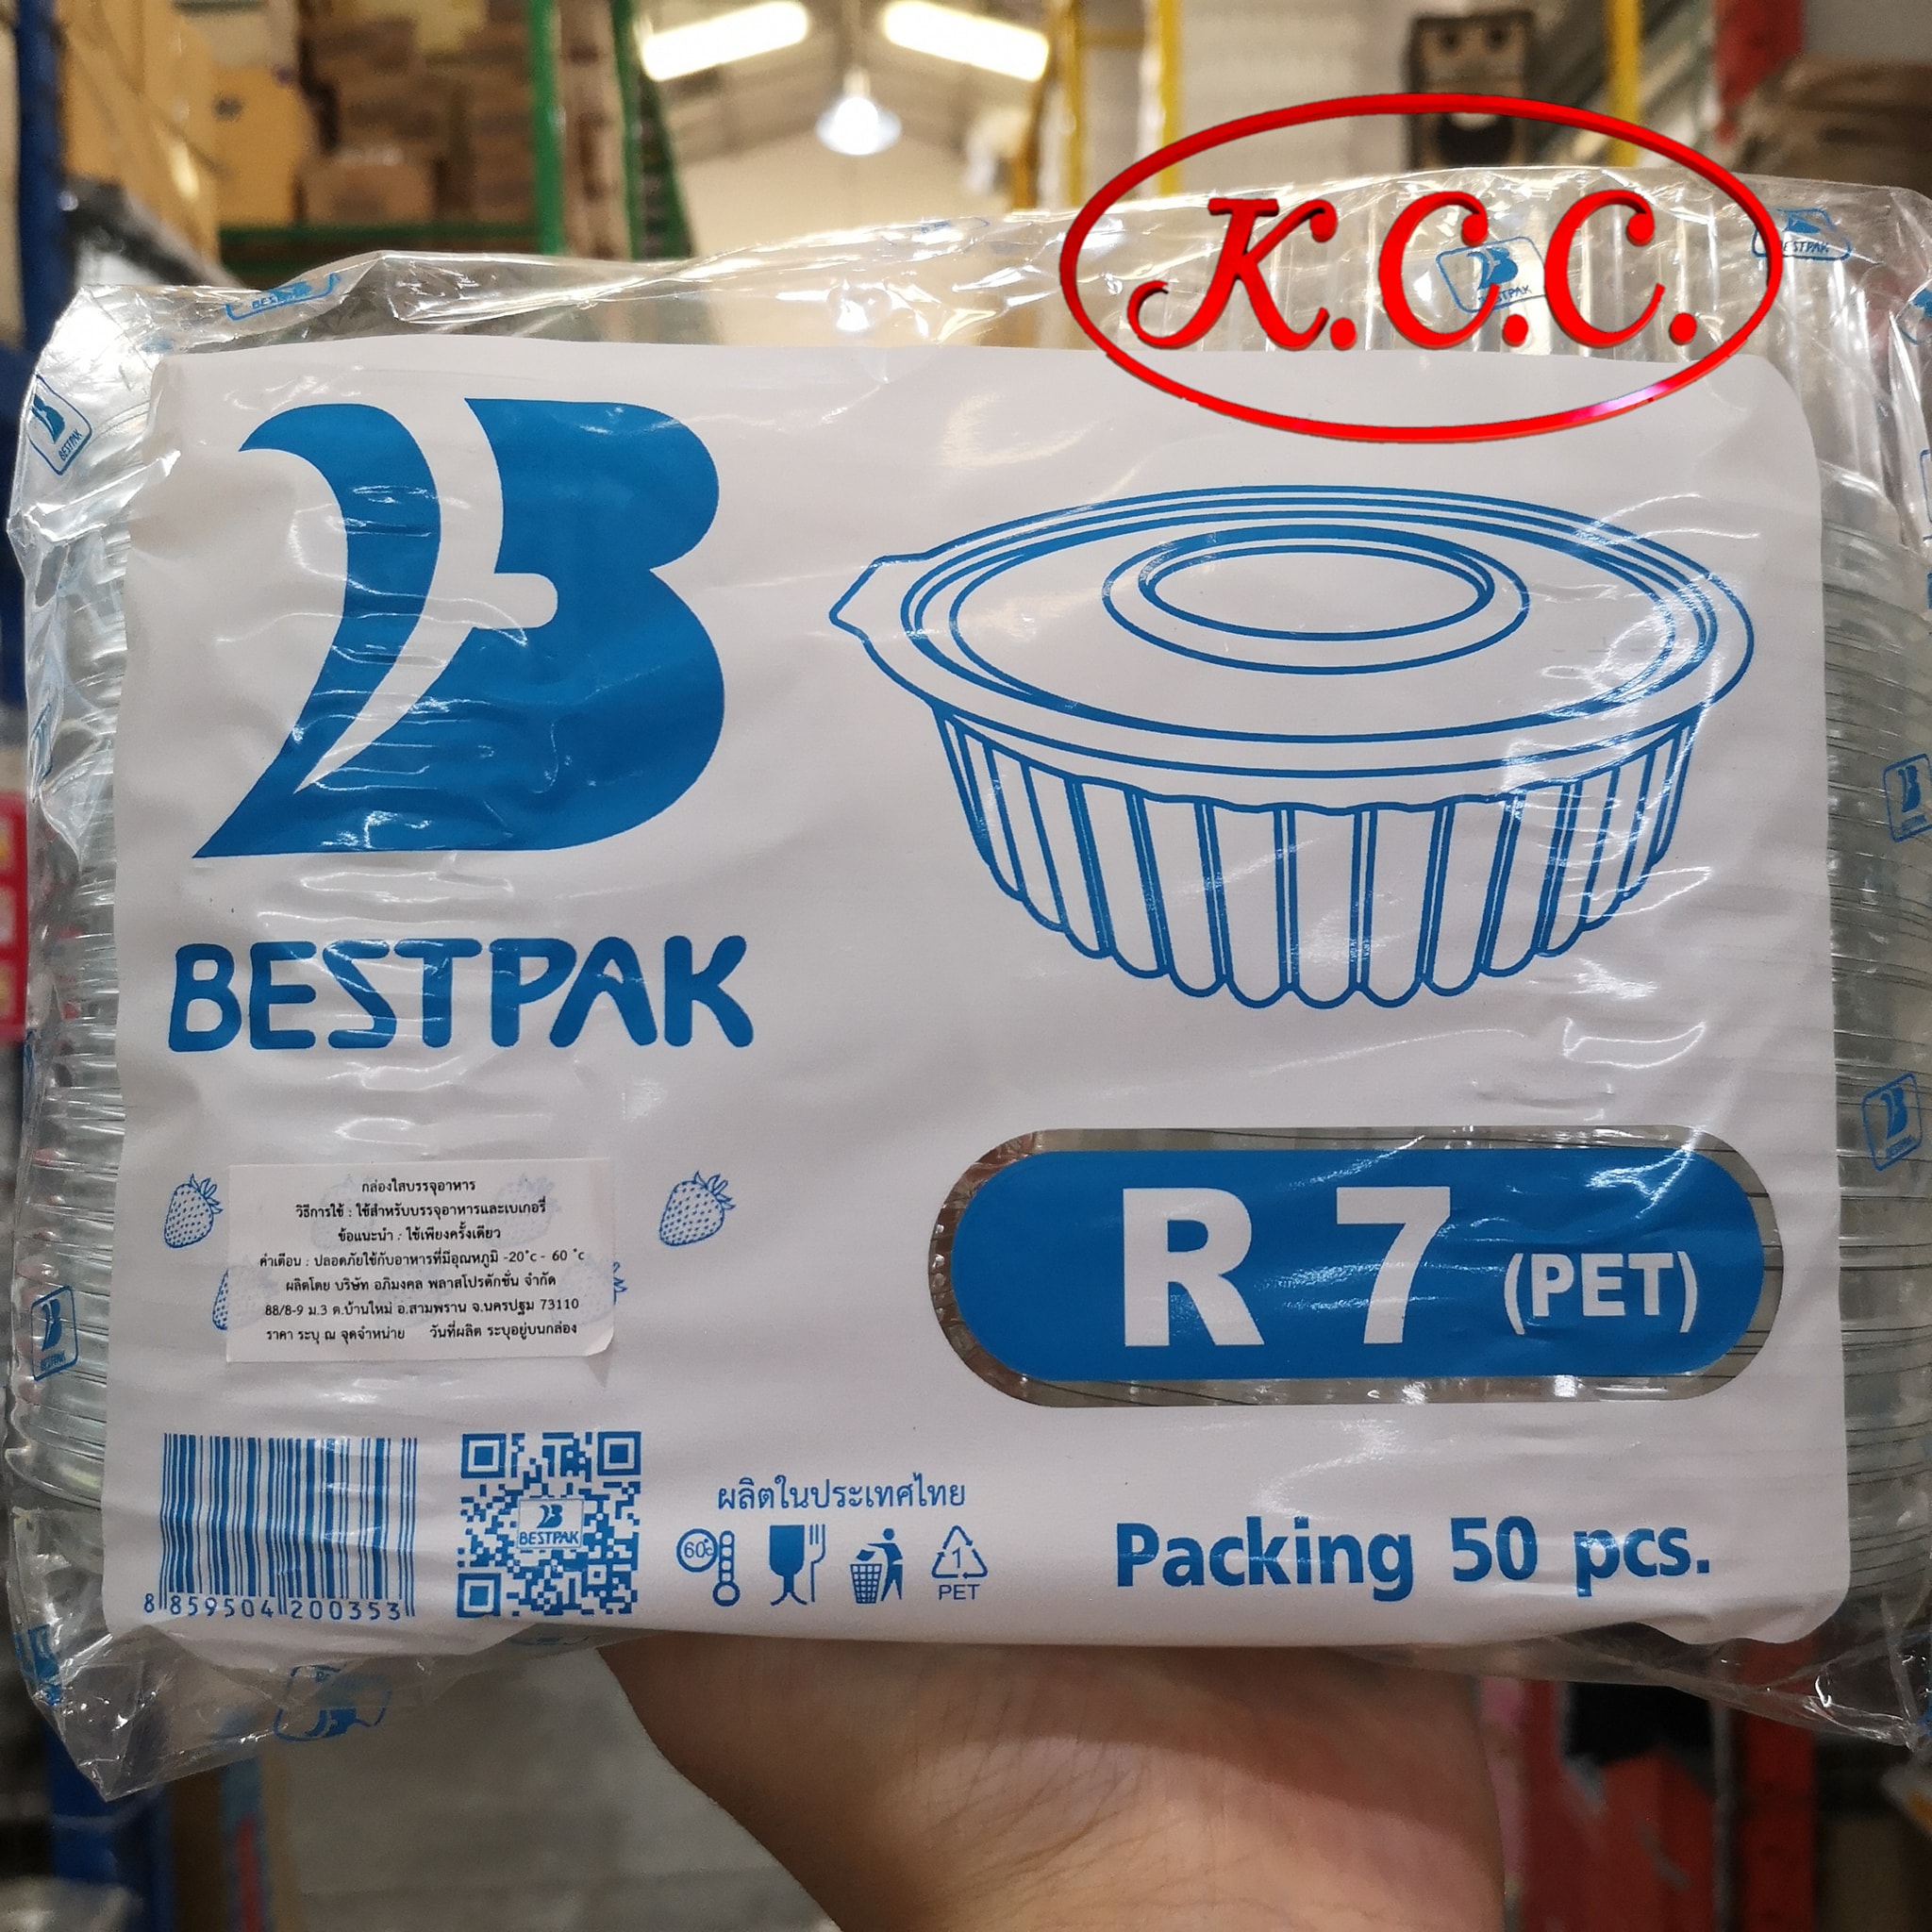 K.C.C.
BESTPAK
กล่องใสบรรจุอาหาร
วิธีการใช้ : ใช้สำหรับบรรจุอาหารและเบเกอรี่
ข้อแนะนำ : ใช้เพียงครั้งเดียว
คำเตือน : ปลอดภัยใช้กับอาหารที่มีอุณหภูมิ -20˚c - 60 ˚c
ผลิตโดย บริษัท อภิมงคล พลาสโปรดักชั่น จำกัด
88/8-9 ม.3 ต.บ้านใหม่ อ.สามพราน จ.นครปฐม 73110
ราคา ระบุ ณ จุดจำหน่าย วันที่ผลิต ระบุอยู่บนกล่อง
R 7 (PET)
8 859504 200353
BESTPAK
ผลิตในประเทศไทย
60°c
1
PET
Packing 50 pcs.
BESTPAK
BESTPAK
BESTPAK